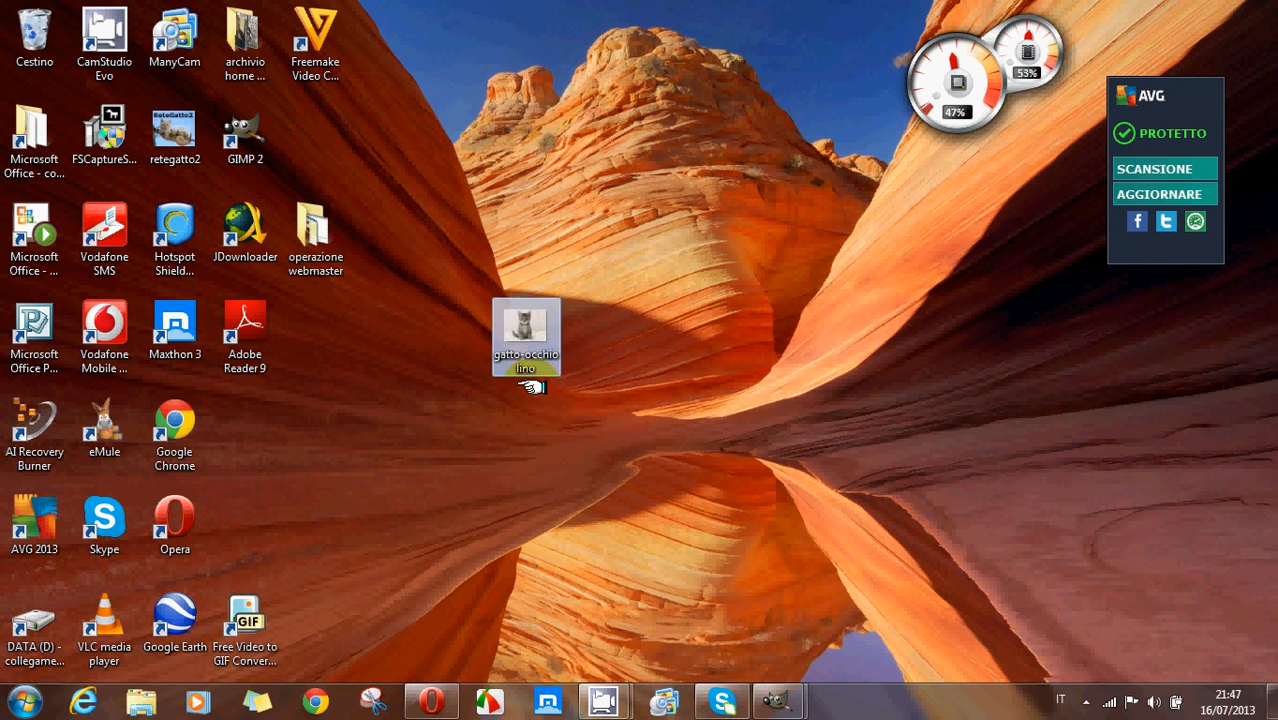 Cestino
CamStudio
Evo
ManyCam
archivio
home ...
Freemake
Video C...
Microsoft
Office - co...
FSCaptureS...
ReteGatto2
retegatto2
GIMP 2
Microsoft
Office - ...
Vodafone
SMS
Hotspot
Shield...
JDownloader
operazione
webmaster
Microsoft
Office P...
Vodafone
Mobile ...
Maxthon 3
Adobe
Reader 9
gatto-occhio
lino
AI Recovery
Burner
eMule
Google
Chrome
AVG 2013
Skype
Opera
DATA (D) -
collegame...
VLC media
player
Google Earth
GIF
Free Video to
GIF Conver...
53%
47%
AVG
PROTETTO
SCANSIONE
AGGIORNARE
IT
21:47
16/07/2013